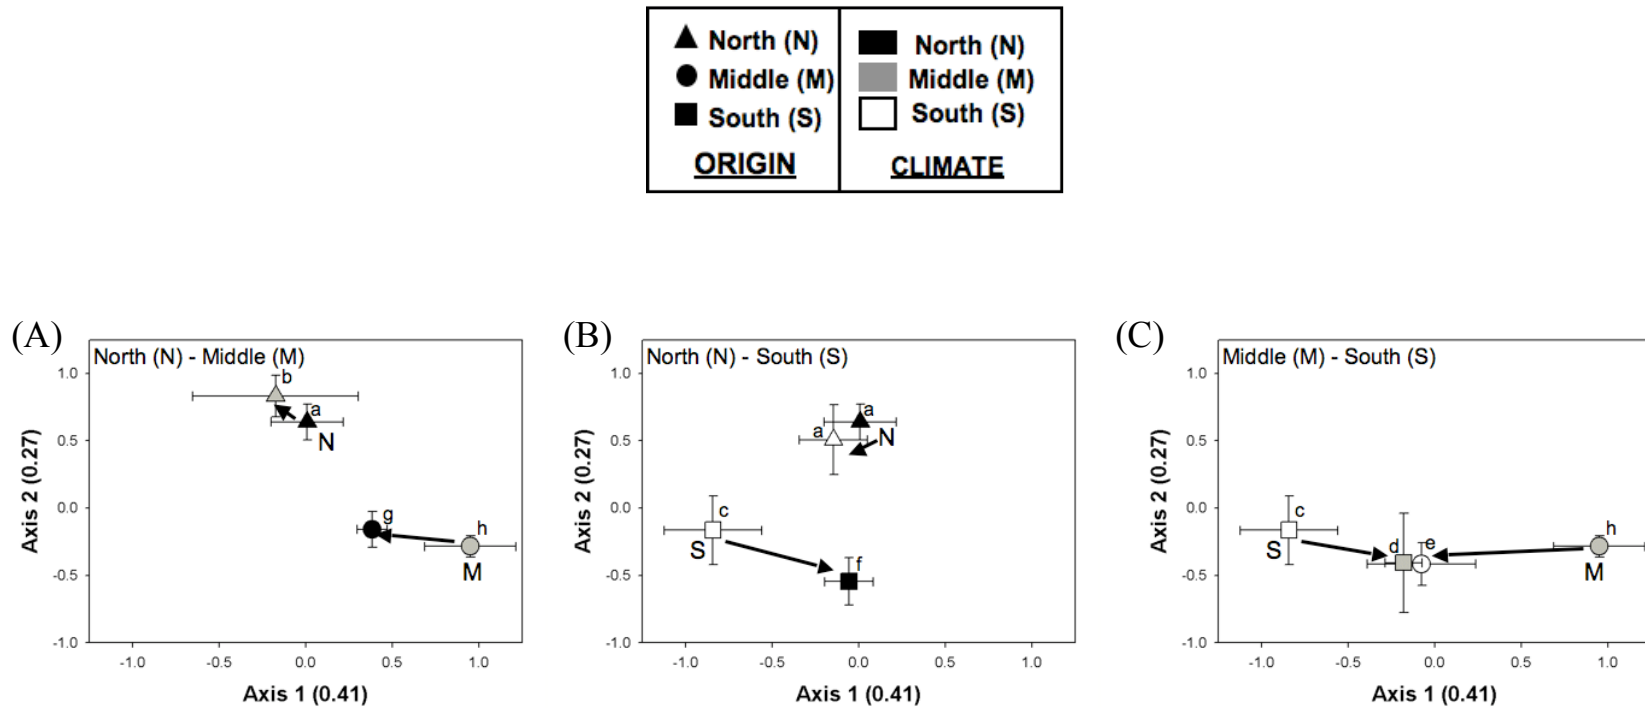 North (N)
Middle (M)
South (S)
ORIGIN
North (N)
Middle (M)
South (S)
CLIMATE
(A)
North (N) - Middle (M)
b
a
N
g
h
M
1.0
0.5
0.0
-0.5
-1.0
Axis 2 (0.27)
-1.0
-0.5
0.0
0.5
1.0
Axis 1 (0.41)
(B)
North (N) - South (S)
a
a
N
c
S
f
1.0
0.5
0.0
-0.5
-1.0
Axis 2 (0.27)
-1.0
-0.5
0.0
0.5
1.0
Axis 1 (0.41)
(C)
Middle (M) - South (S)
c
S
d
e
h
M
1.0
0.5
0.0
-0.5
-1.0
Axis 2 (0.27)
-1.0
-0.5
0.0
0.5
1.0
Axis 1 (0.41)